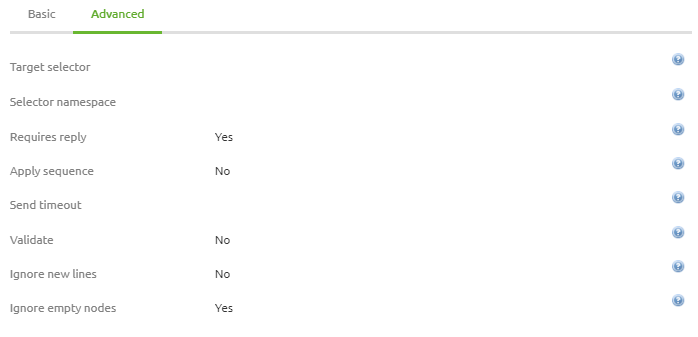 Basic Advanced
Target selector
Selector namespace
Requires reply Yes
Apply sequence No
Send timeout
Validate No
Ignore new lines No
Ignore empty nodes Yes